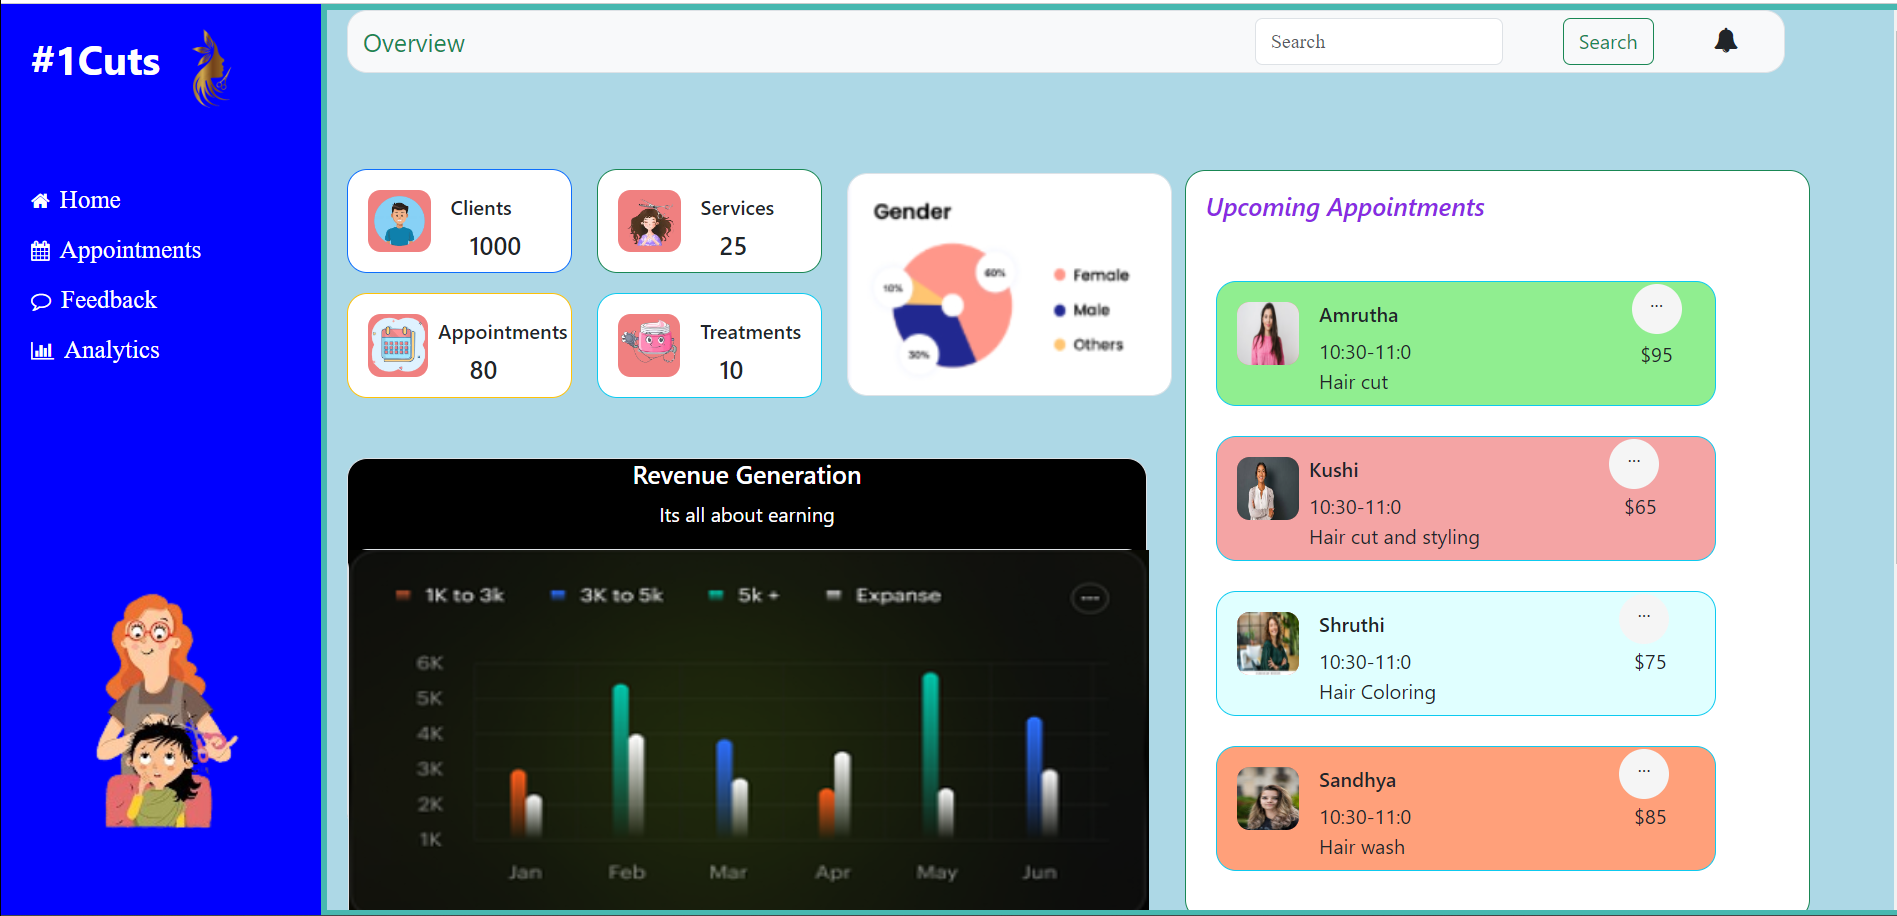 #1Cuts
Home
Appointments
Feedback
Analytics
Overview
Search
Search
Clients
1000
Services
25
Appointments
80
Treatments
10
Gender
60%
10%
30%
Female
Male
Others
Revenue Generation
Its all about earning
1K to 3k
3K to 5k
5k +
Expanse
6K
5K
4K
3K
2K
1K
Jan
Feb
Mar
Apr
May
Jun
Upcoming Appointments
Amrutha
...
10:30-11:0
$95
Hair cut
Kushi
...
10:30-11:0
$65
Hair cut and styling
Shruthi
...
10:30-11:0
$75
Hair Coloring
Sandhya
...
10:30-11:0
$85
Hair wash